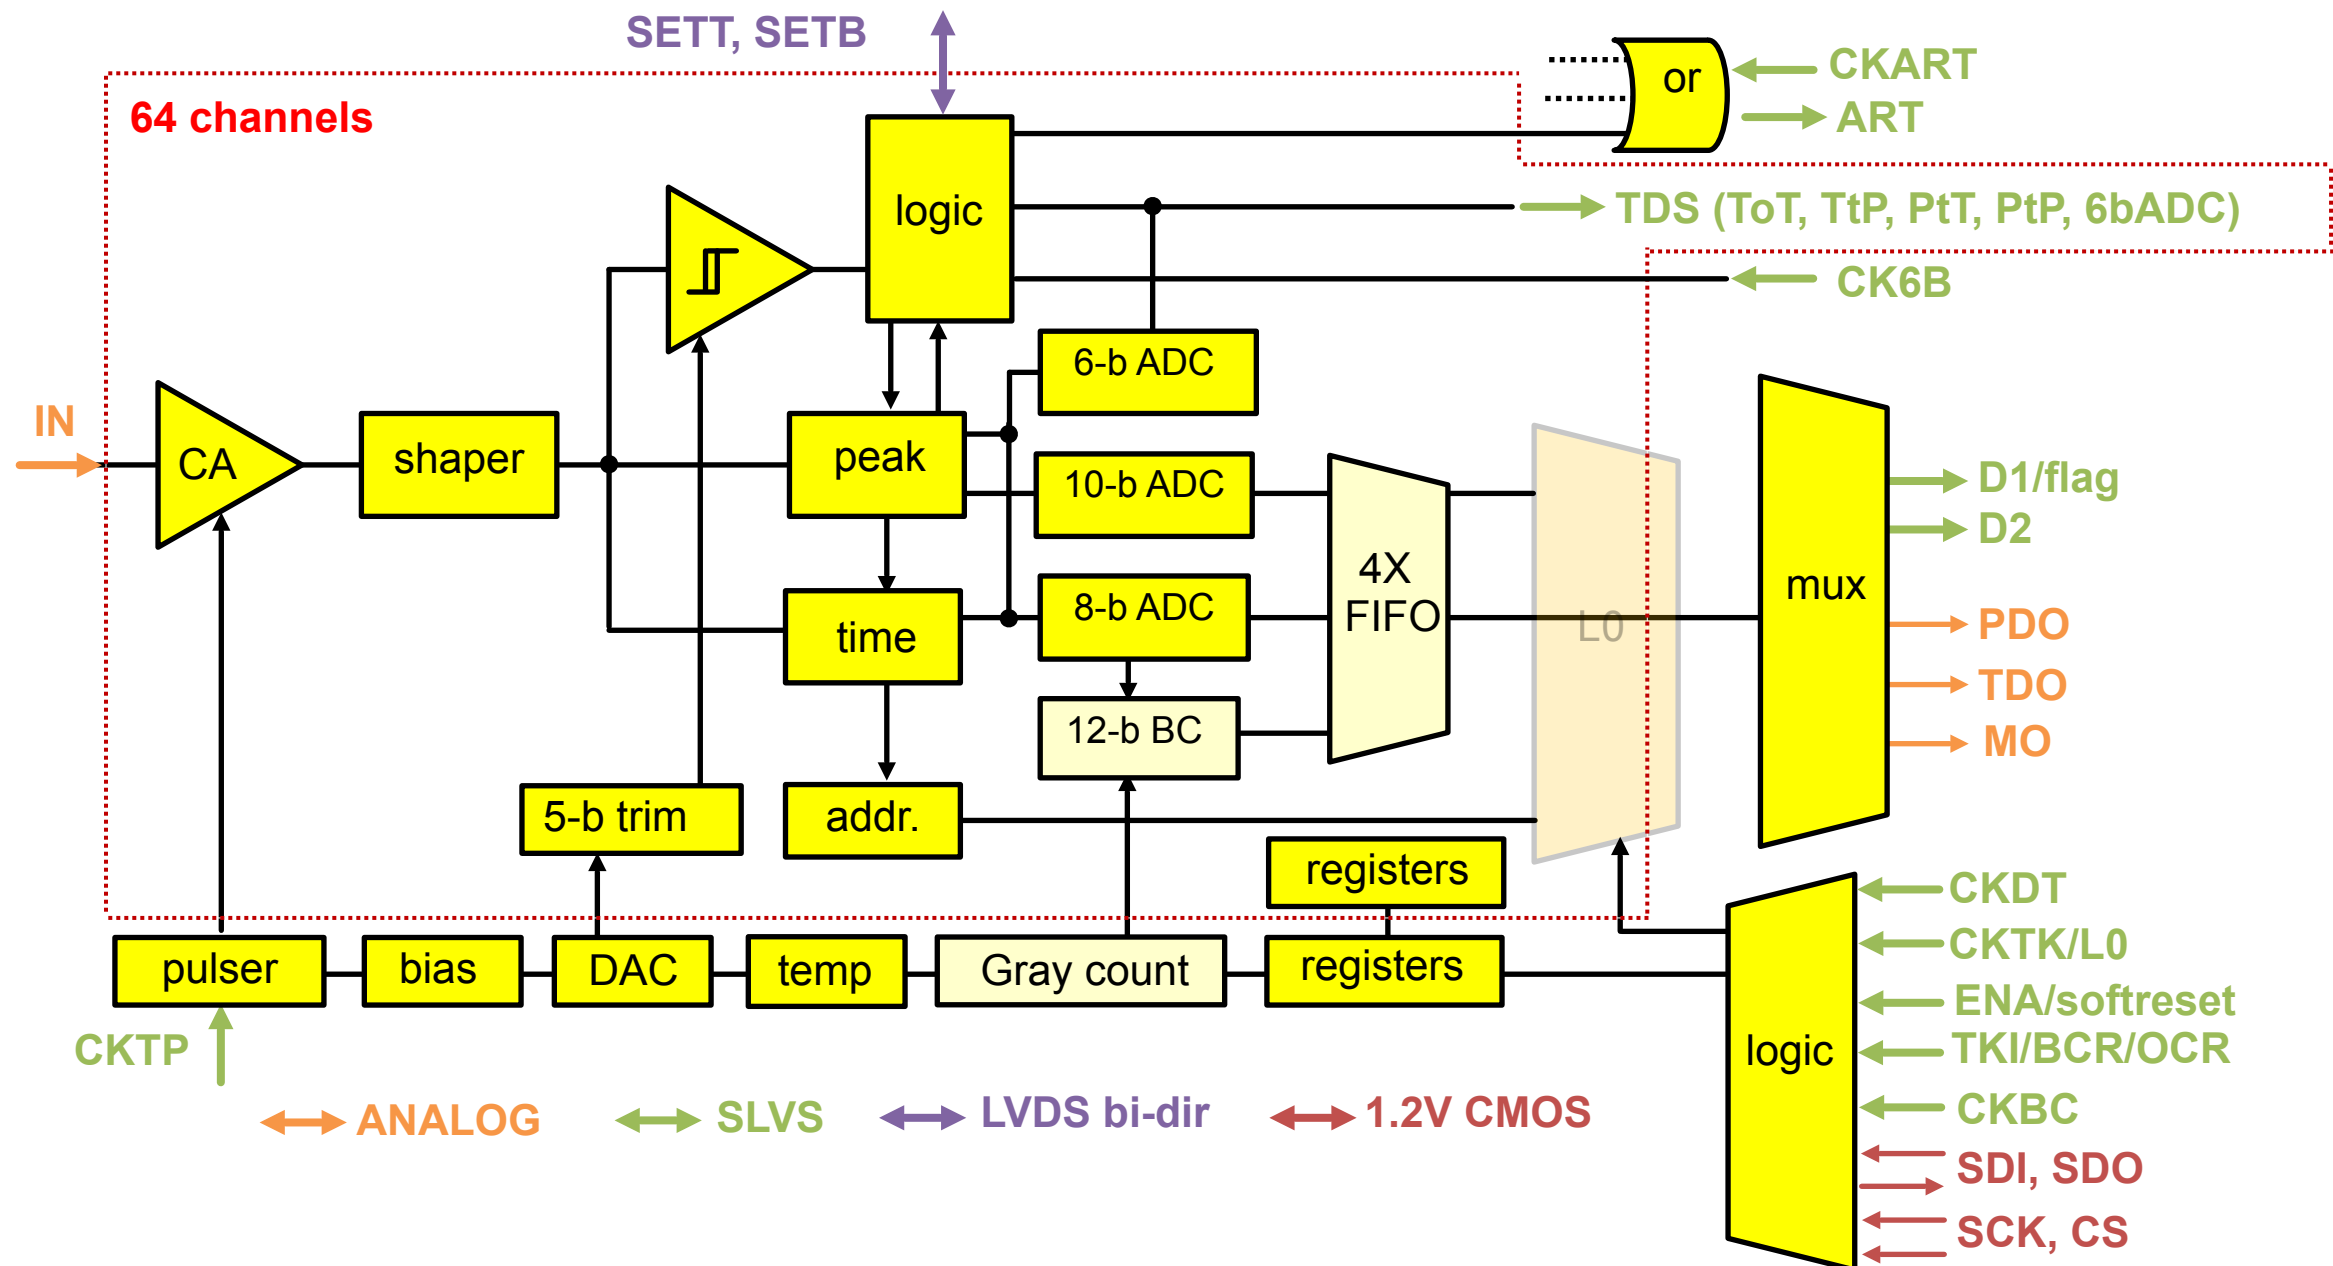 SETT, SETB
or
CKART
ART
64 channels
logic
TDS (ToT, TtP, PtT, PtP, 6bADC)
CK6B
6-b ADC
IN
CA
shaper
peak
10-b ADC
D1/flag
D2
4X
FIFO
mux
8-b ADC
time
L0
PDO
TDO
MO
12-b BC
5-b trim
addr.
registers
CKDT
CKTK/L0
pulser
bias
DAC
temp
Gray count
registers
ENA/softreset
logic
TKI/BCR/OCR
CKTP
CKBC
ANALOG
SLVS
LVDS bi-dir
1.2V CMOS
SDI, SDO
SCK, CS